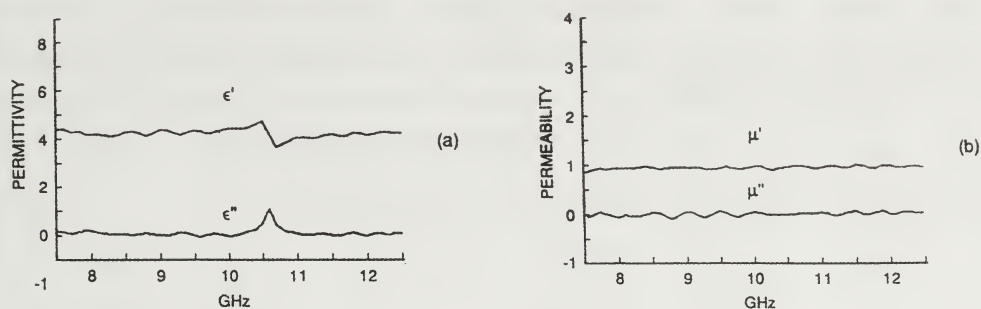 8
6
4
2
0
-1
PERMITTIVITY
ϵ'
ϵ"
8
9
10
11
12
GHz
(a)
4
3
2
1
0
-1
PERMEABILITY
μ'
μ"
8
9
10
11
12
GHz
(b)